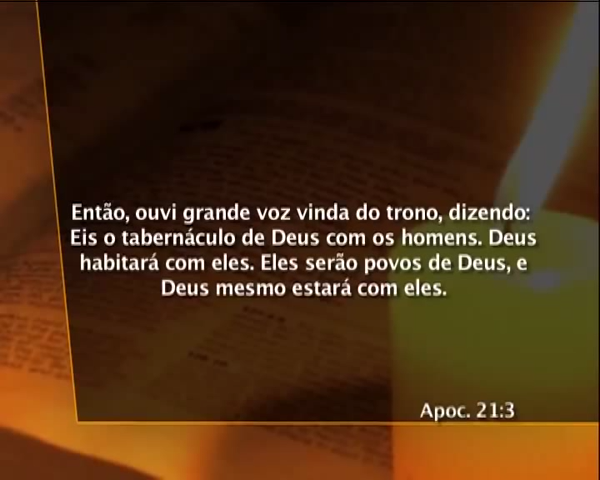 Então, ouvi grande voz vinda do trono, dizendo:
Eis o tabernáculo de Deus com os homens. Deus
habitará com eles. Eles serão povos de Deus, e
Deus mesmo estará com eles.
Apoc. 21:3